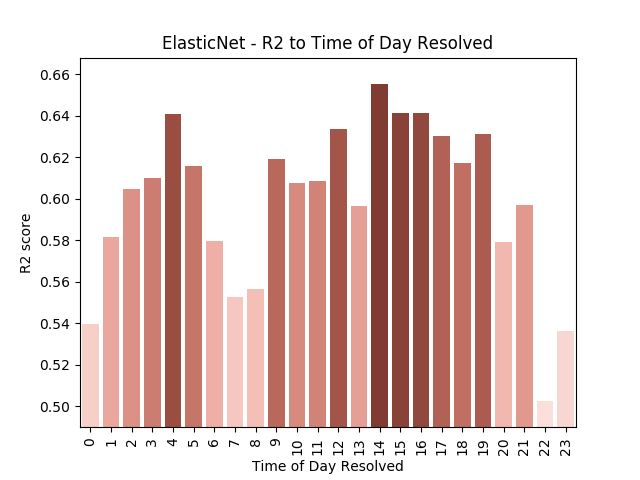 ElasticNet - R2 to Time of Day Resolved
R2 score
0.66
0.64
0.62
0.60
0.58
0.56
0.54
0.52
0.50
0 1 2 3 4 5 6 7 8 9 10 11 12 13 14 15 16 17 18 19 20 21 22 23
Time of Day Resolved